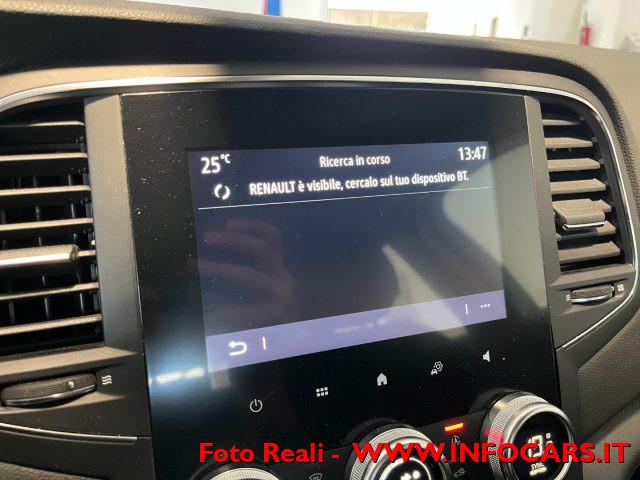 25°C Ricerca in corso 13:47
RENAULT è visibile, cercalo sul tuo dispositivo BT.
Foto Reali - WWW.INFOCARS.IT